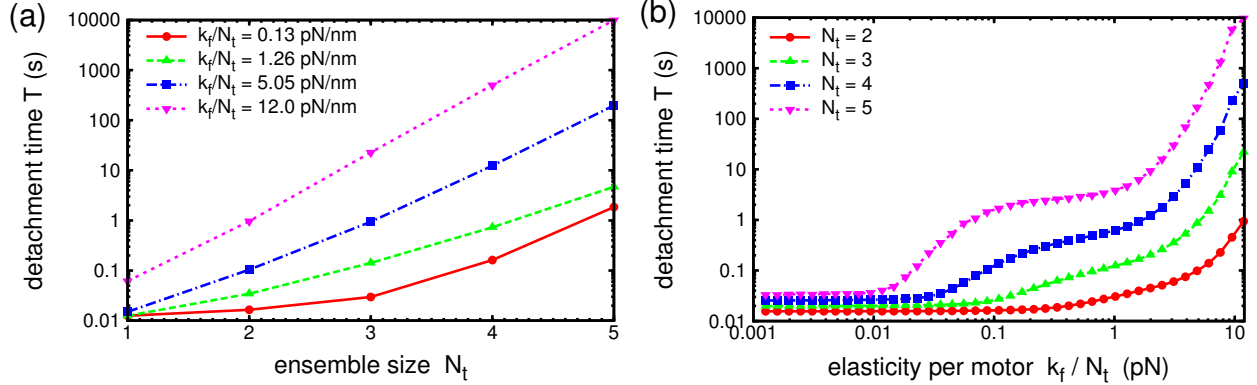 (a)
detachment time T (s)
10000
1000
100
10
1
0.1
0.01
k_f/N_t = 0.13 pN/nm
k_f/N_t = 1.26 pN/nm
k_f/N_t = 5.05 pN/nm
k_f/N_t = 12.0 pN/nm
1 2 3 4 5
ensemble size N_t
(b)
detachment time T (s)
10000
1000
100
10
1
0.1
0.01
N_t = 2
N_t = 3
N_t = 4
N_t = 5
0.001 0.01 0.1 1 10
elasticity per motor k_f / N_t (pN)